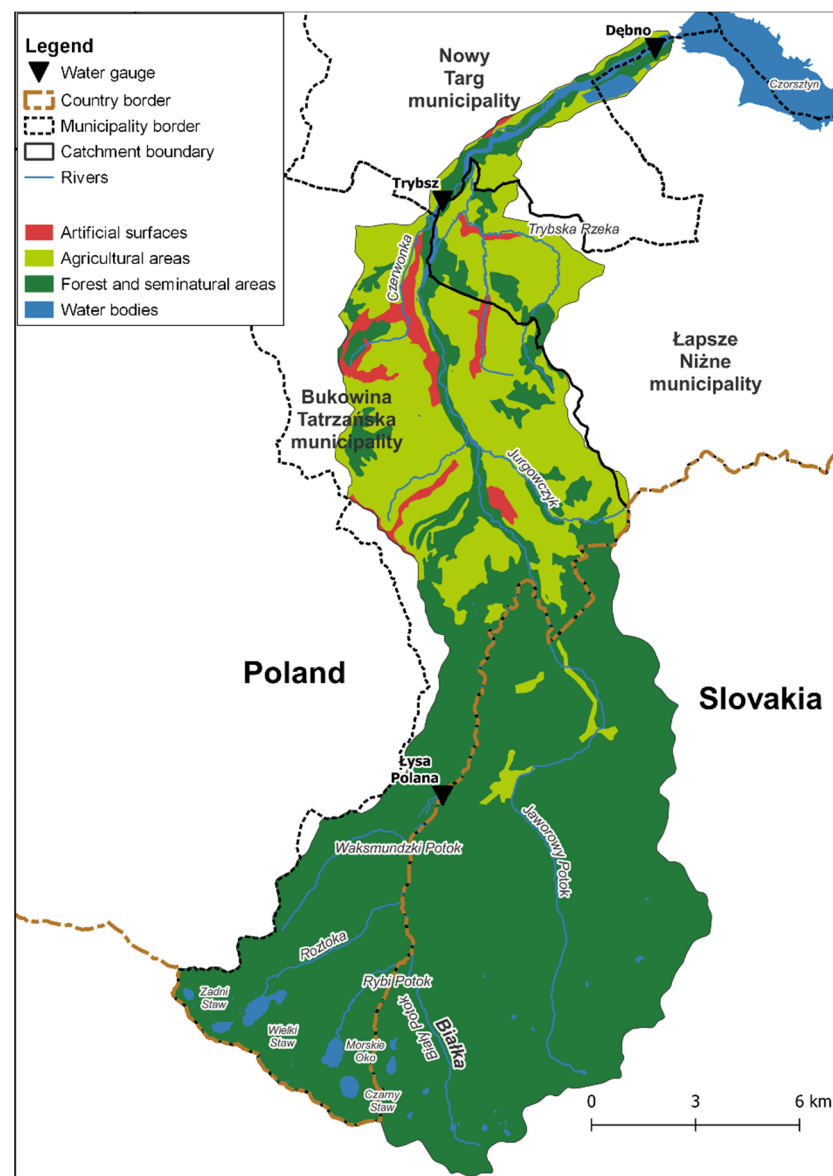 Legend
Water gauge
Country border
Municipality border
Catchment boundary
Rivers
Artificial surfaces
Agricultural areas
Forest and seminatural areas
Water bodies
Dębno
Nowy
Targ
municipality
Czorsztyn
Trybsz
Trybska Rzeka
Czerwonka
Łapsze
Niżne
municipality
Bukowina
Tatrzańska
municipality
Jurgowczyk
Poland
Slovakia
Łysa
Polana
Jaworowy Potok
Waksmundzki Potok
Roztoka
Rybi Potok
Zadni
Staw
Wielki
Staw
Morskie
Oko
Biały Potok
Białka
Czarny
Staw
0 3 6 km